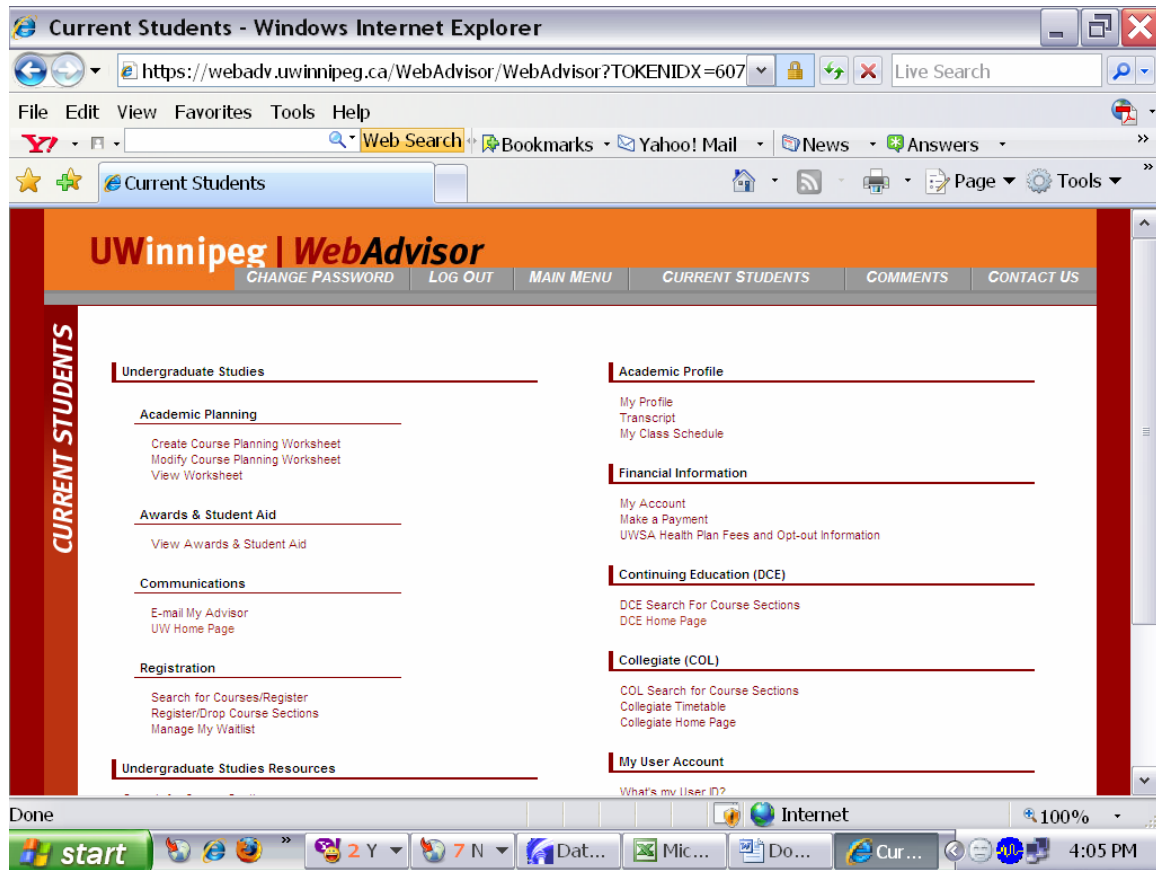 Current Students - Windows Internet Explorer
https://webadv.uwinnipeg.ca/WebAdvisor/WebAdvisor?TOKENIDX=607
Live Search
File Edit View Favorites Tools Help
Y! Web Search Bookmarks Yahoo! Mail News Answers »
Current Students
Page Tools »
UWinnipeg | WebAdvisor
CHANGE PASSWORD LOG OUT MAIN MENU CURRENT STUDENTS COMMENTS CONTACT US
CURRENT STUDENTS
Undergraduate Studies
Academic Planning
Create Course Planning Worksheet
Modify Course Planning Worksheet
View Worksheet
Awards & Student Aid
View Awards & Student Aid
Communications
E-mail My Advisor
UW Home Page
Registration
Search for Courses/Register
Register/Drop Course Sections
Manage My Waitlist
Undergraduate Studies Resources
Academic Profile
My Profile
Transcript
My Class Schedule
Financial Information
My Account
Make a Payment
UWSA Health Plan Fees and Opt-out Information
Continuing Education (DCE)
DCE Search For Course Sections
DCE Home Page
Collegiate (COL)
COL Search for Course Sections
Collegiate Timetable
Collegiate Home Page
My User Account
What's my User ID?
Done Internet 100%
start » 2 Y 7 N Dat... Mic... Do... Cur... 4:05 PM